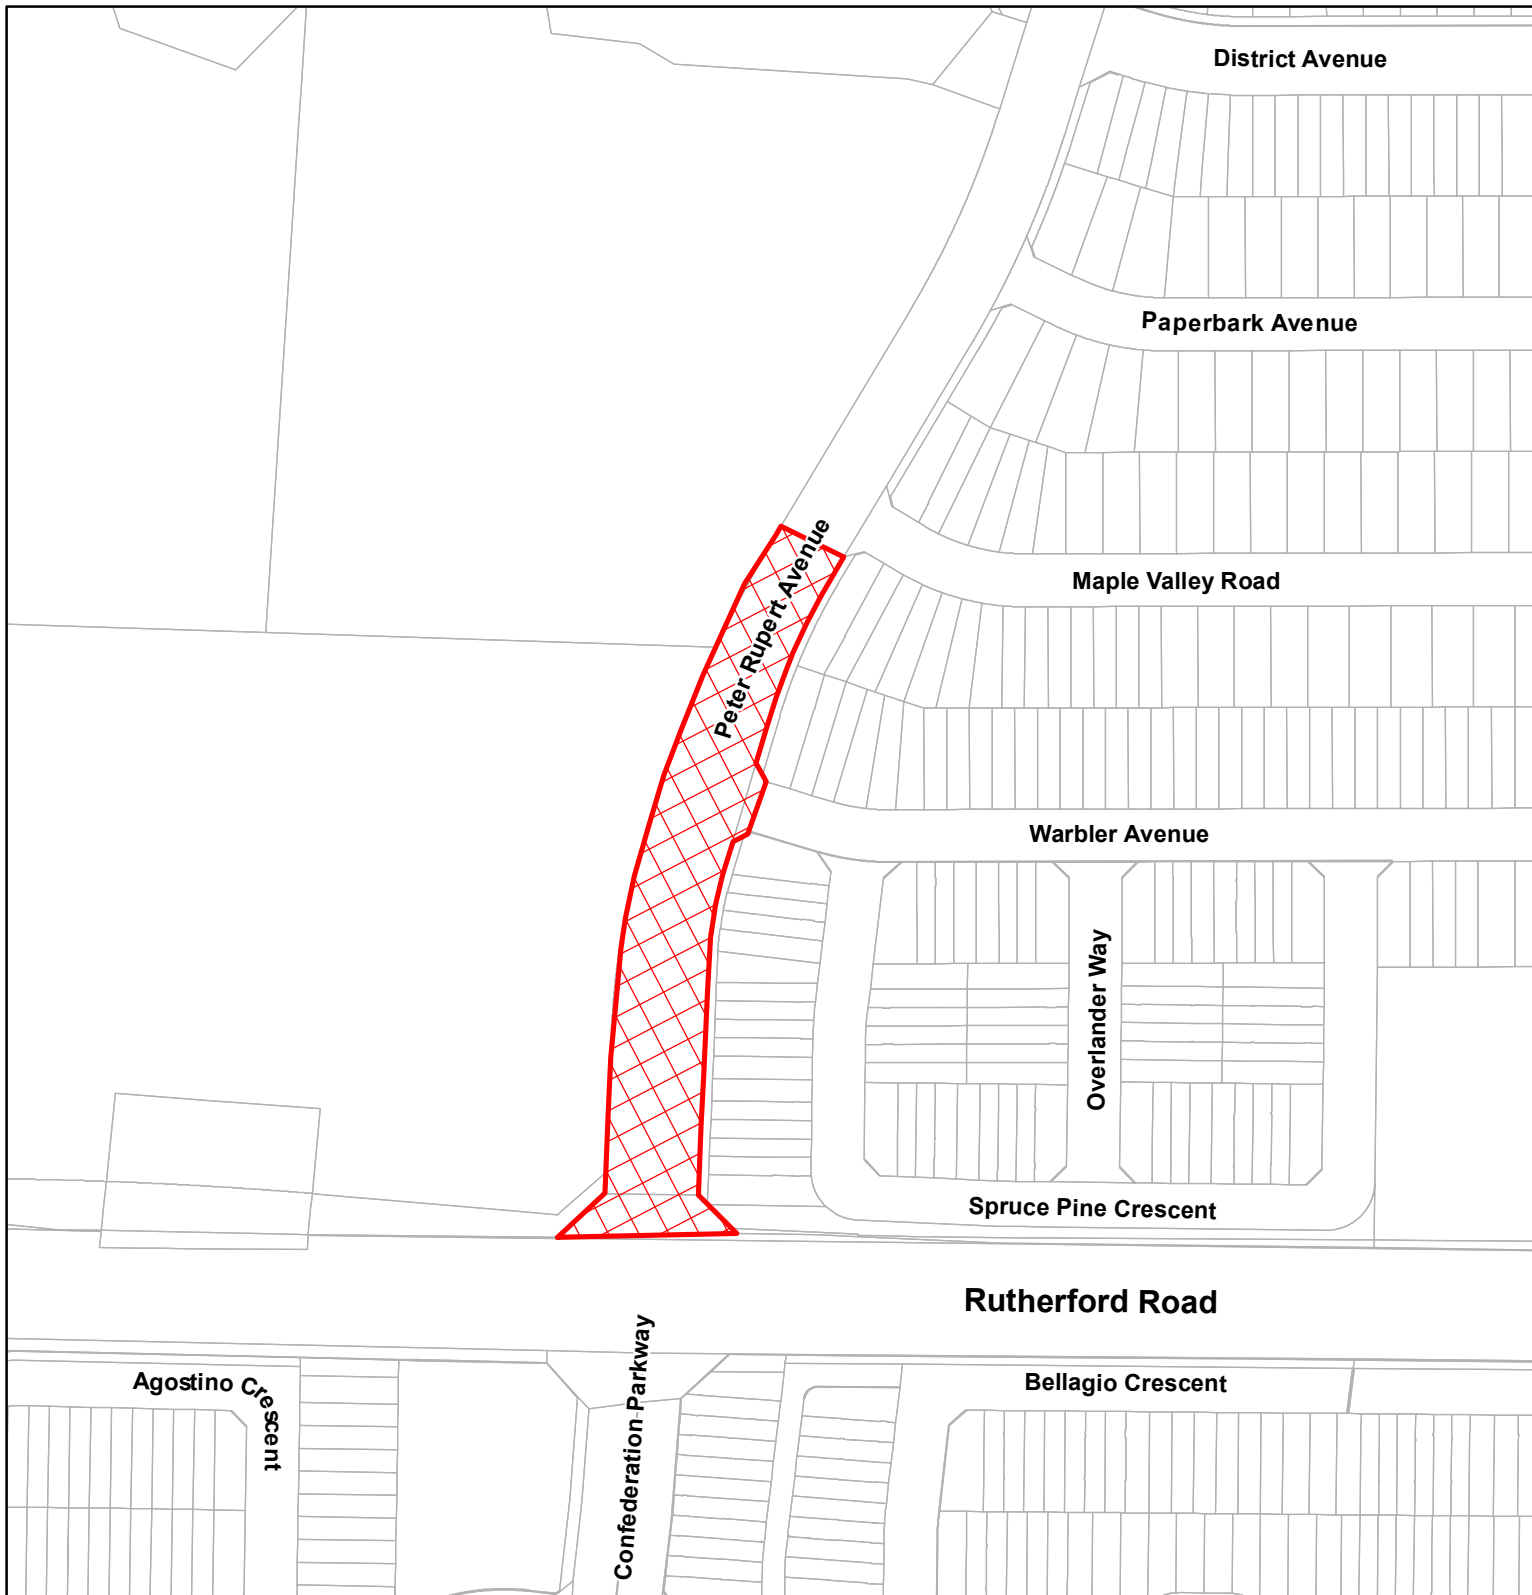 District Avenue
Paperbark Avenue
Peter Rupert Avenue
Maple Valley Road
Warbler Avenue
Overlander Way
Spruce Pine Crescent
Rutherford Road
Confederation Parkway
Agostino Crescent
Bellagio Crescent